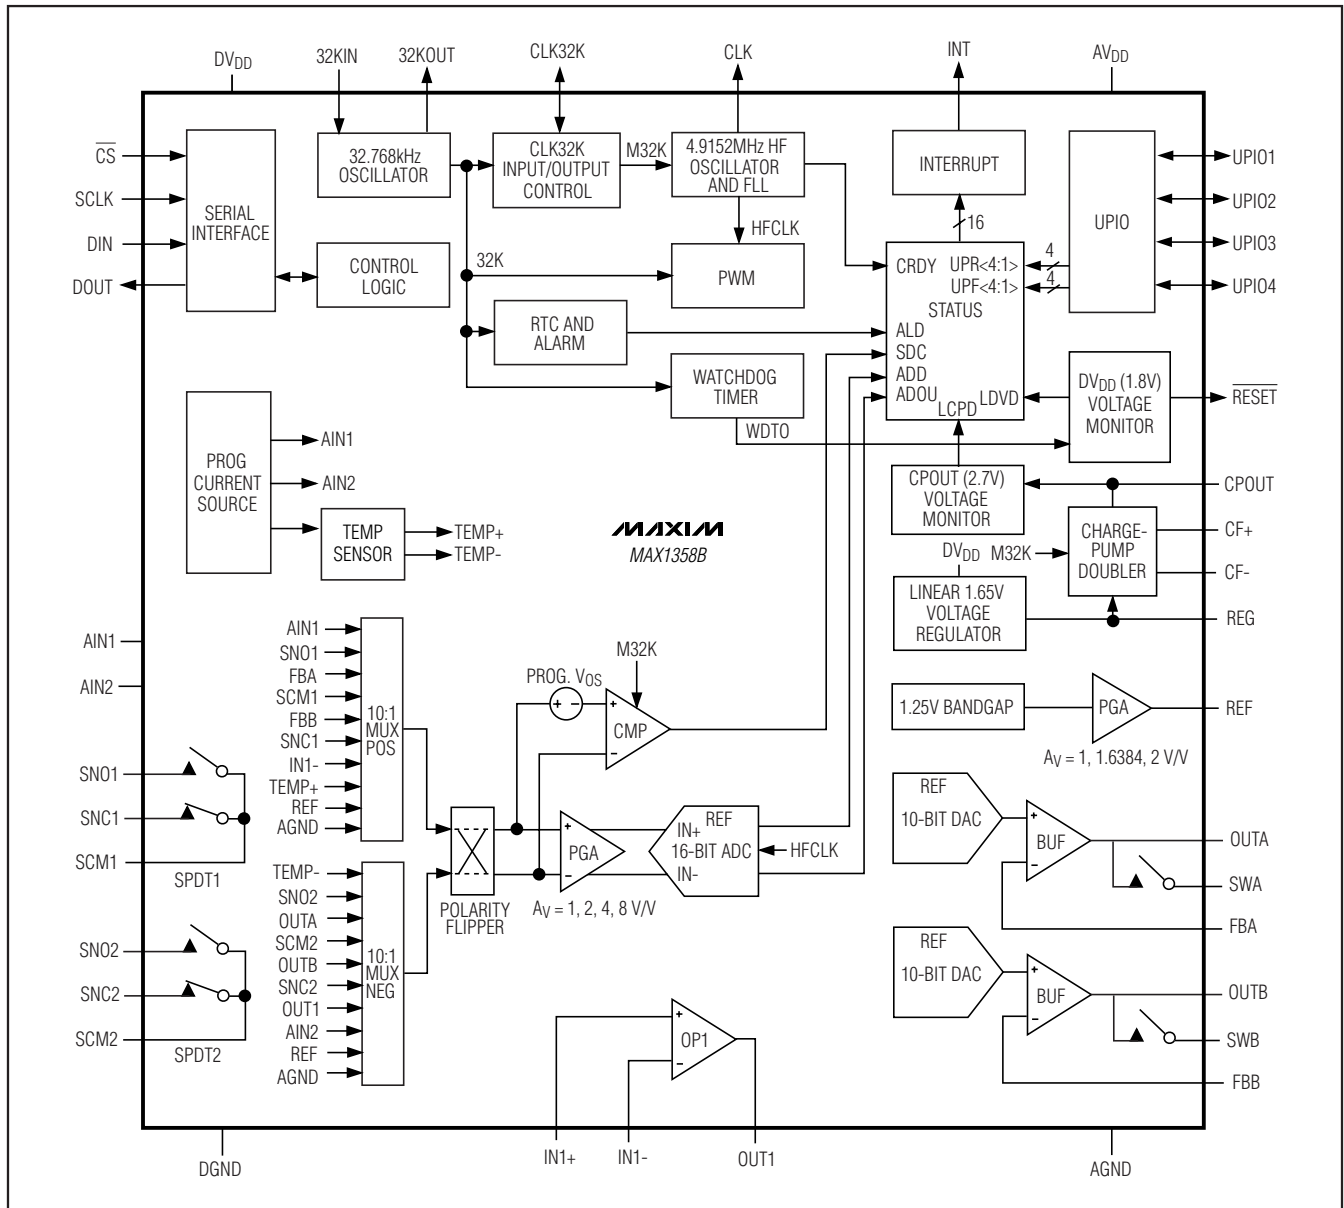 DVDD
32KIN
32KOUT
CLK32K
CLK
INT
AVDD
CS
SCLK
DIN
DOUT
SERIAL
INTERFACE
32.768kHz
OSCILLATOR
CLK32K
INPUT/OUTPUT
CONTROL
M32K
4.9152MHz HF
OSCILLATOR
AND FLL
INTERRUPT
UPIO
UPIO1
UPIO2
UPIO3
UPIO4
16
HFCLK
CONTROL
LOGIC
32K
PWM
CRDY
UPR<4:1>
4
UPF<4:1>
4
STATUS
ALD
SDC
ADD
ADOU
LDVD
LCPD
RTC AND
ALARM
WATCHDOG
TIMER
WDTO
DVDD (1.8V)
VOLTAGE
MONITOR
RESET
PROG
CURRENT
SOURCE
AIN1
AIN2
TEMP
SENSOR
TEMP+
TEMP-
MAXIM
MAX1358B
CPOUT (2.7V)
VOLTAGE
MONITOR
CPOUT
DVDD
M32K
CHARGE-
PUMP
DOUBLER
CF+
CF-
LINEAR 1.65V
VOLTAGE
REGULATOR
REG
AIN1
AIN2
AIN1
SNO1
FBA
SCM1
FBB
SNC1
IN1-
TEMP+
REF
AGND
10:1
MUX
POS
M32K
PROG. VOS
+ -
+
CMP
-
1.25V BANDGAP
PGA
REF
AV = 1, 1.6384, 2 V/V
SNO1
SNC1
SCM1
SPDT1
POLARITY
FLIPPER
+
PGA
-
AV = 1, 2, 4, 8 V/V
REF
IN+
16-BIT ADC
IN-
HFCLK
REF
10-BIT DAC
+
BUF
-
OUTA
SWA
FBA
TEMP-
SNO2
OUTA
SCM2
OUTB
SNC2
OUT1
AIN2
REF
AGND
10:1
MUX
NEG
SNO2
SNC2
SCM2
SPDT2
REF
10-BIT DAC
+
BUF
-
OUTB
SWB
FBB
+
OP1
-
DGND
IN1+
IN1-
OUT1
AGND